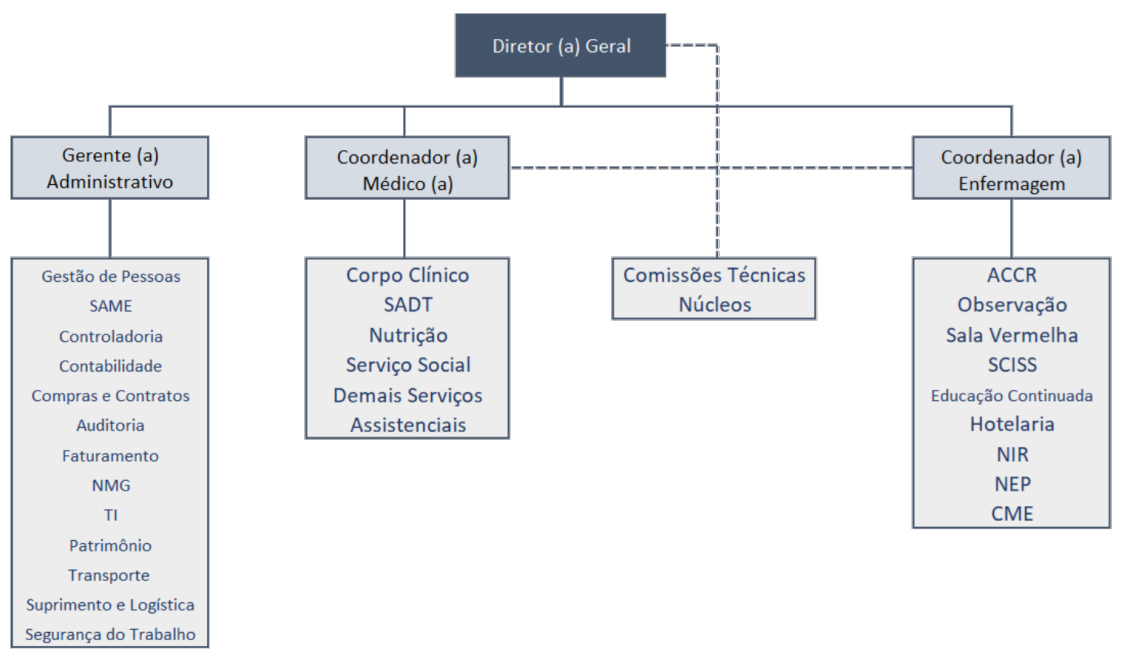 Diretor (a) Geral
Gerente (a)
Administrativo
Coordenador (a)
Médico (a)
Coordenador (a)
Enfermagem
Gestão de Pessoas
SAME
Controladoria
Contabilidade
Compras e Contratos
Auditoria
Faturamento
NMG
TI
Patrimônio
Transporte
Suprimento e Logística
Segurança do Trabalho
Corpo Clínico
SADT
Nutrição
Serviço Social
Demais Serviços
Assistenciais
Comissões Técnicas
Núcleos
ACCR
Observação
Sala Vermelha
SCISS
Educação Continuada
Hotelaria
NIR
NEP
CME